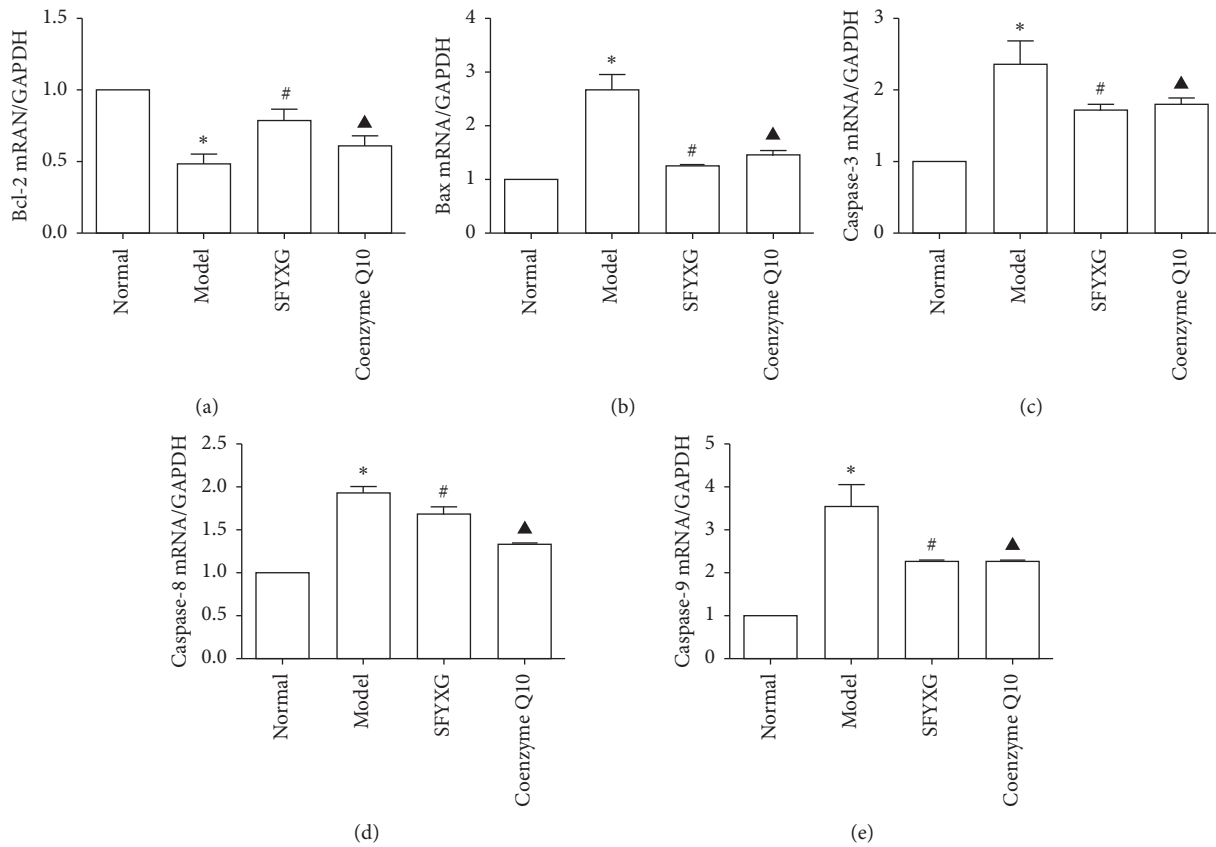 Bcl-2 mRAN/GAPDH
1.5
1.0
0.5
0.0
*
#
▲
Normal
Model
SFYXG
Coenzyme Q10
(a)
Bax mRNA/GAPDH
4
3
2
1
0
*
#
▲
Normal
Model
SFYXG
Coenzyme Q10
(b)
Caspase-3 mRNA/GAPDH
3
2
1
0
*
#
▲
Normal
Model
SFYXG
Coenzyme Q10
(c)
Caspase-8 mRNA/GAPDH
2.5
2.0
1.5
1.0
0.5
0.0
*
#
▲
Normal
Model
SFYXG
Coenzyme Q10
(d)
Caspase-9 mRNA/GAPDH
5
4
3
2
1
0
*
#
▲
Normal
Model
SFYXG
Coenzyme Q10
(e)